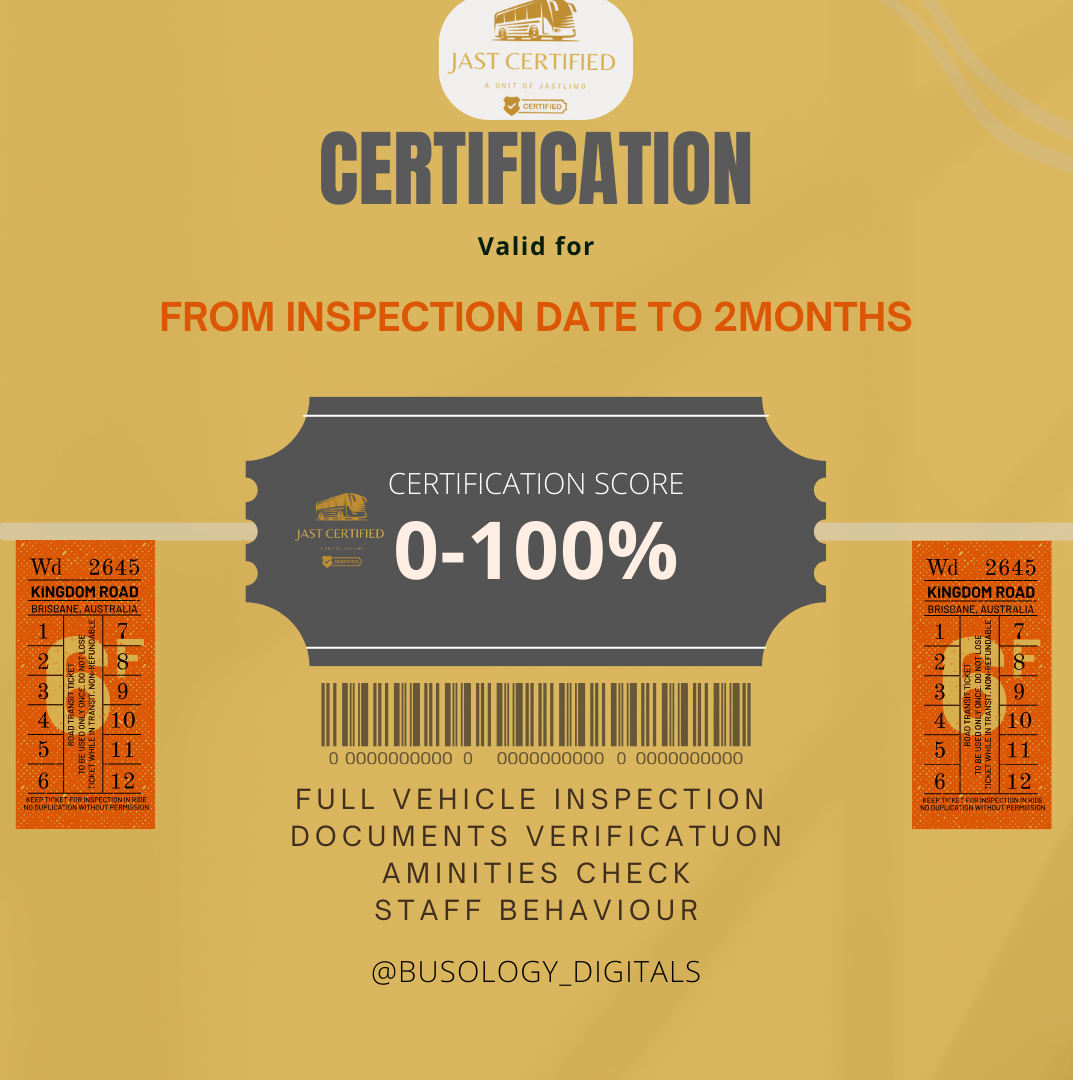 JAST CERTIFIED
A UNIT OF JASTLIMO
CERTIFIED
CERTIFICATION
Valid for
FROM INSPECTION DATE TO 2MONTHS
CERTIFICATION SCORE
0-100%
JAST CERTIFIED
A UNIT OF JASTLIMO
CERTIFIED
Wd 2645
KINGDOM ROAD
BRISBANE, AUSTRALIA
1 7
2 8
3 9
4 10
5 11
6 12
ROAD TRANSIT TICKET
TO BE USED ONLY ONCE. DO NOT LOSE
TICKET WHILE IN TRANSIT. NON-REFUNDABLE
KEEP TICKET FOR INSPECTION IN RIDE
NO DUPLICATION WITHOUT PERMISSION
Wd 2645
KINGDOM ROAD
BRISBANE, AUSTRALIA
1 7
2 8
3 9
4 10
5 11
6 12
ROAD TRANSIT TICKET
TO BE USED ONLY ONCE. DO NOT LOSE
TICKET WHILE IN TRANSIT. NON-REFUNDABLE
KEEP TICKET FOR INSPECTION IN RIDE
NO DUPLICATION WITHOUT PERMISSION
0 0000000000 0 0000000000 0 0000000000
FULL VEHICLE INSPECTION
DOCUMENTS VERIFICATUON
AMINITIES CHECK
STAFF BEHAVIOUR
@BUSOLOGY_DIGITALS